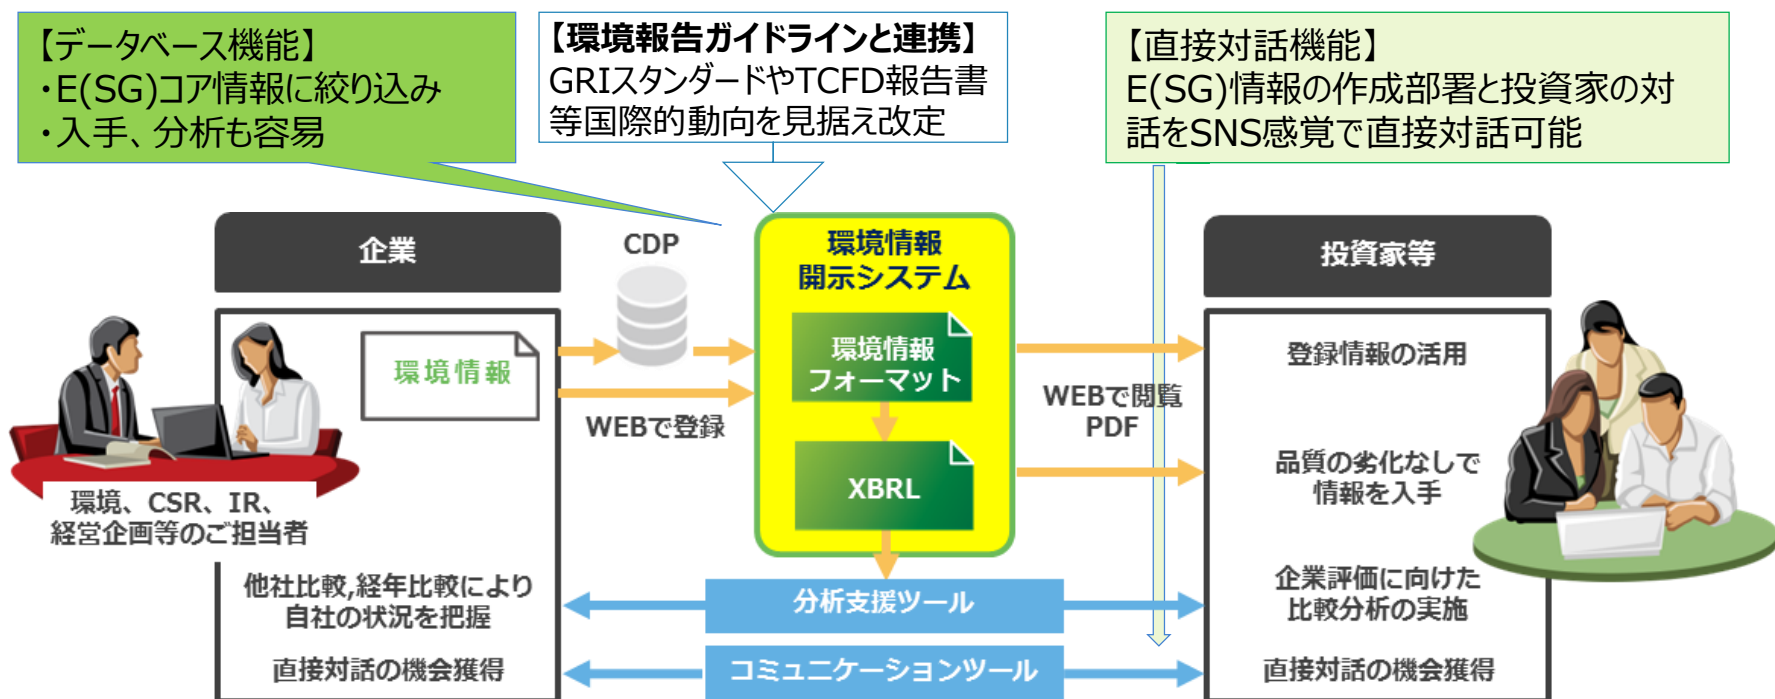 【データベース機能】
・E(SG)コア情報に絞り込み
・入手、分析も容易
【環境報告ガイドラインと連携】
GRIスタンダードやTCFD報告書
等国際的動向を見据え改定
【直接対話機能】
E(SG)情報の作成部署と投資家の対
話をSNS感覚で直接対話可能
企業
環境情報
環境、CSR、IR、
経営企画等のご担当者
他社比較,経年比較により
自社の状況を把握
直接対話の機会獲得
CDP
WEBで登録
環境情報
開示システム
環境情報
フォーマット
XBRL
分析支援ツール
コミュニケーションツール
WEBで閲覧
PDF
投資家等
登録情報の活用
品質の劣化なしで
情報を入手
企業評価に向けた
比較分析の実施
直接対話の機会獲得